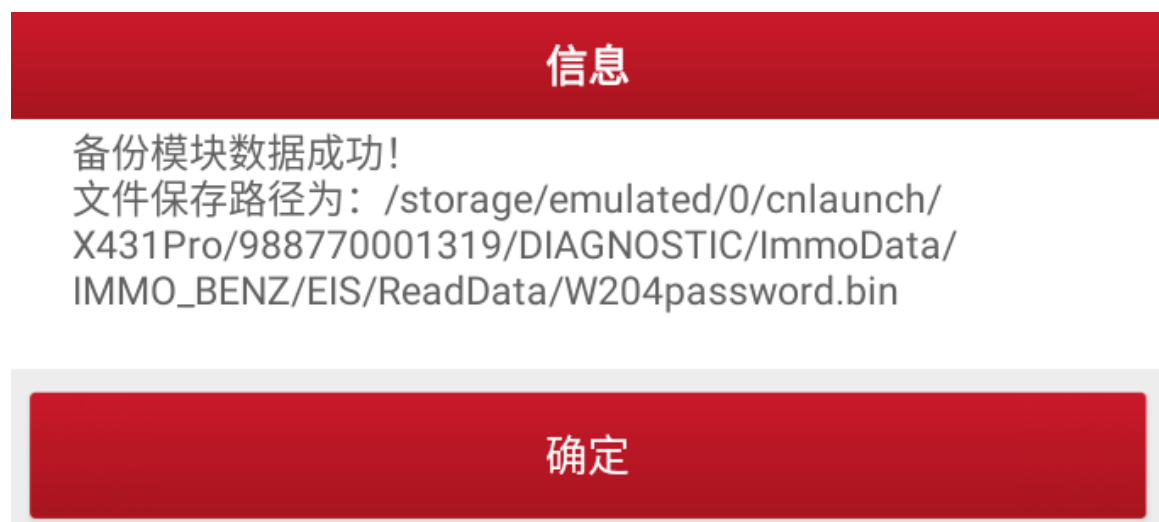 信息
备份模块数据成功！
文件保存路径为：/storage/emulated/0/cnlaunch/
X431Pro/988770001319/DIAGNOSTIC/ImmoData/
IMMO_BENZ/EIS/ReadData/W204password.bin
确定